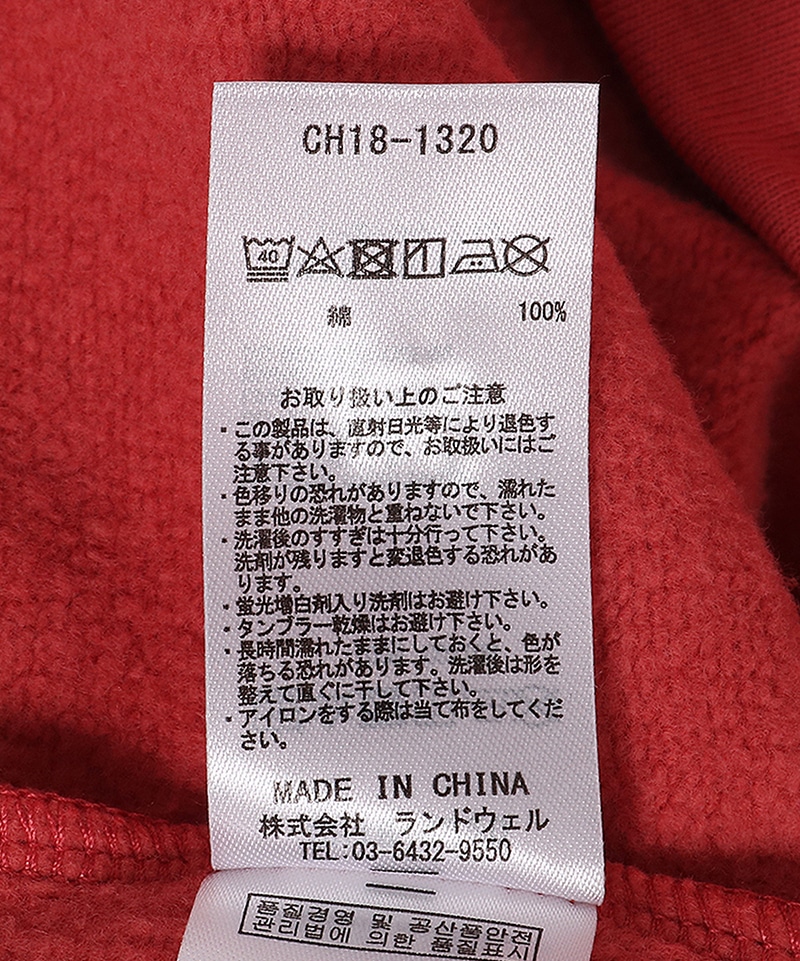 CH18-1320
40
綿 100%
お取り扱い上のご注意
・この製品は、直射日光等により退色す
る事がありますので、お取扱いにはご
注意下さい。
・色移りの恐れがありますので、濡れた
まま他の洗濯物と重ねないで下さい。
・洗濯後のすすぎは十分行って下さい。
洗剤が残りますと変退色する恐れがあ
ります。
・蛍光増白剤入り洗剤はお避け下さい。
・タンブラー乾燥はお避け下さい。
・長時間濡れたままにしておくと、色が
落ちる恐れがあります。洗濯後は形を
整えて直ぐに干して下さい。
・アイロンをする際は当て布をしてくだ
さい。
MADE IN CHINA
株式会社 ランドウェル
TEL:03-6432-9550
품질경영 및 공산품안전
관리법에 의한 품질표시